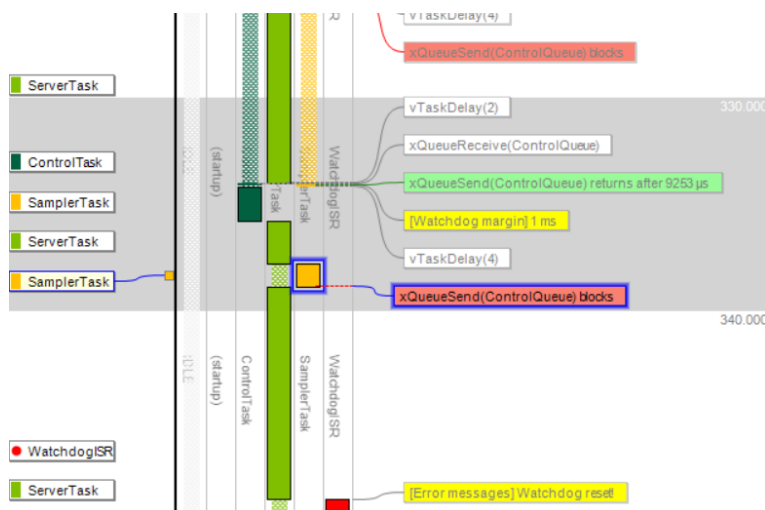 vTaskDelay(4)
xQueueSend(ControlQueue) blocks
ServerTask
330.000
vTaskDelay(2)
ControlTask
xQueueReceive(ControlQueue)
IDLE
(startup)
WatchdogISR
xQueueSend(ControlQueue) returns after 9253 µs
SamplerTask
[Watchdog margin] 1 ms
ServerTask
vTaskDelay(4)
SamplerTask
xQueueSend(ControlQueue) blocks
340.000
IDLE
(startup)
ControlTask
SamplerTask
WatchdogISR
WatchdogISR
ServerTask
[Error messages] Watchdog reset!